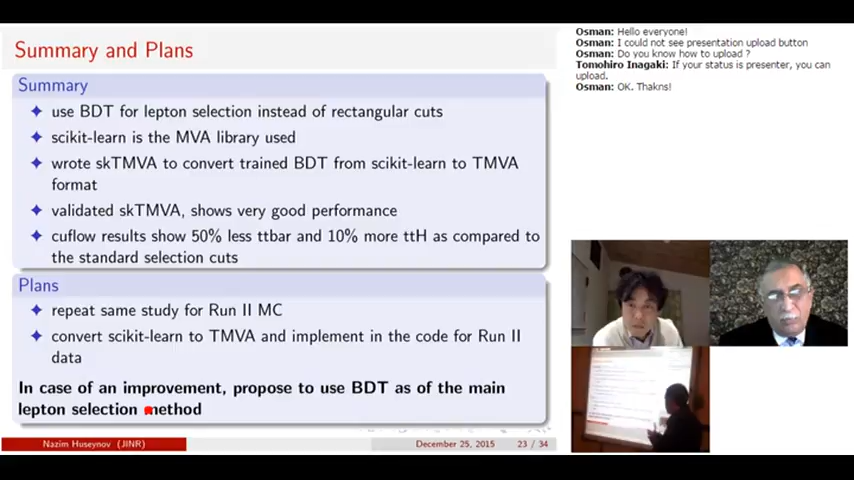 Summary and Plans
Summary
use BDT for lepton selection instead of rectangular cuts
scikit-learn is the MVA library used
wrote skTMVA to convert trained BDT from scikit-learn to TMVA
format
validated skTMVA, shows very good performance
cuflow results show 50% less ttbar and 10% more ttH as compared to
the standard selection cuts
Plans
repeat same study for Run II MC
convert scikit-learn to TMVA and implement in the code for Run II
data
In case of an improvement, propose to use BDT as of the main
lepton selection method
Nazim Huseynov (JINR)
December 25, 2015
23 / 34
Osman: Hello everyone!
Osman: I could not see presentation upload button
Osman: Do you know how to upload ?
Tomohiro Inagaki: If your status is presenter, you can
upload.
Osman: OK. Thakns!